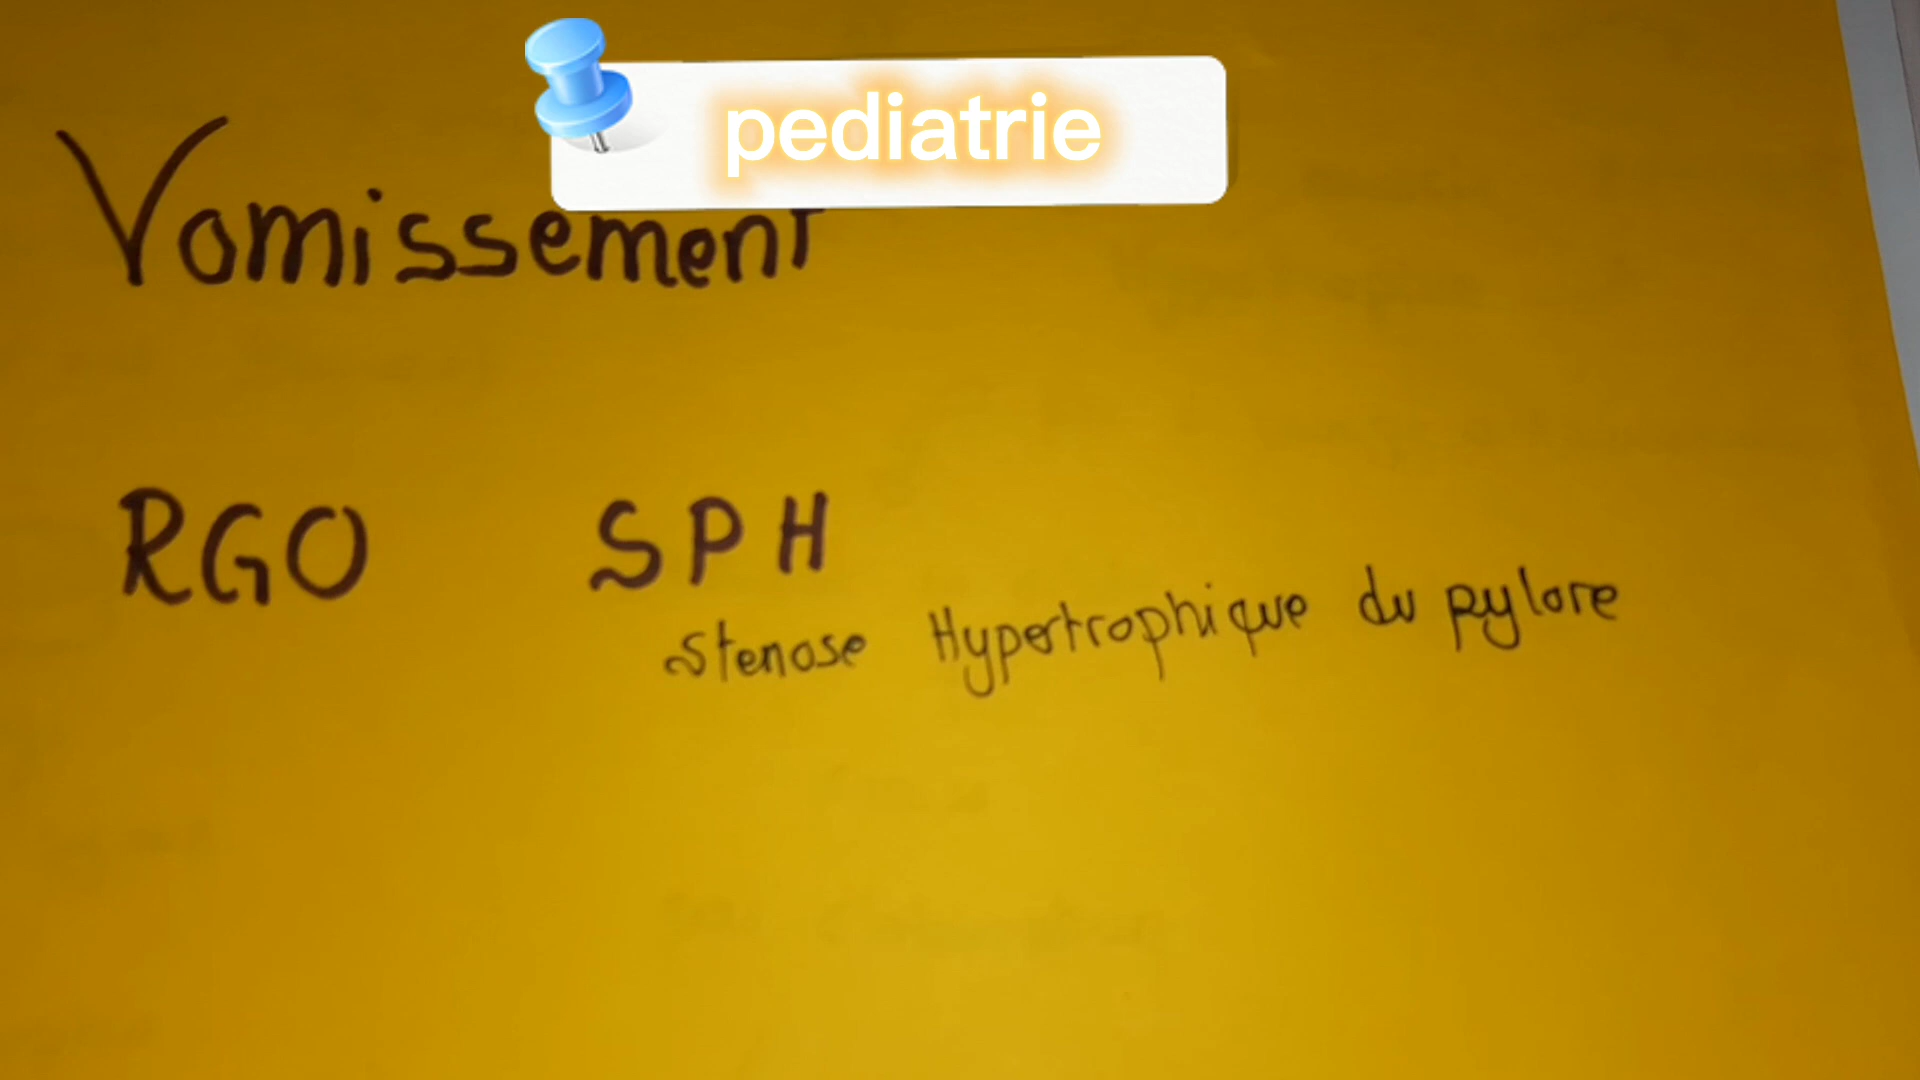 pediatrie
Vomissement
RGO SPH
Stenose Hypertrophique du pylore